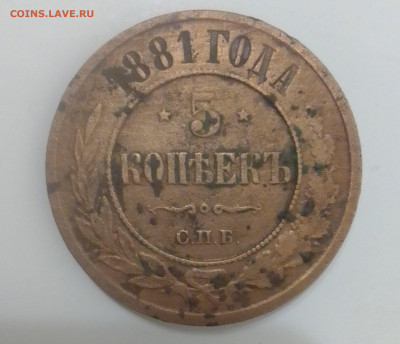 COINS.LAVE.RU
1881 ГОДА
5
КОПѢЕКЪ
С.П.Б.